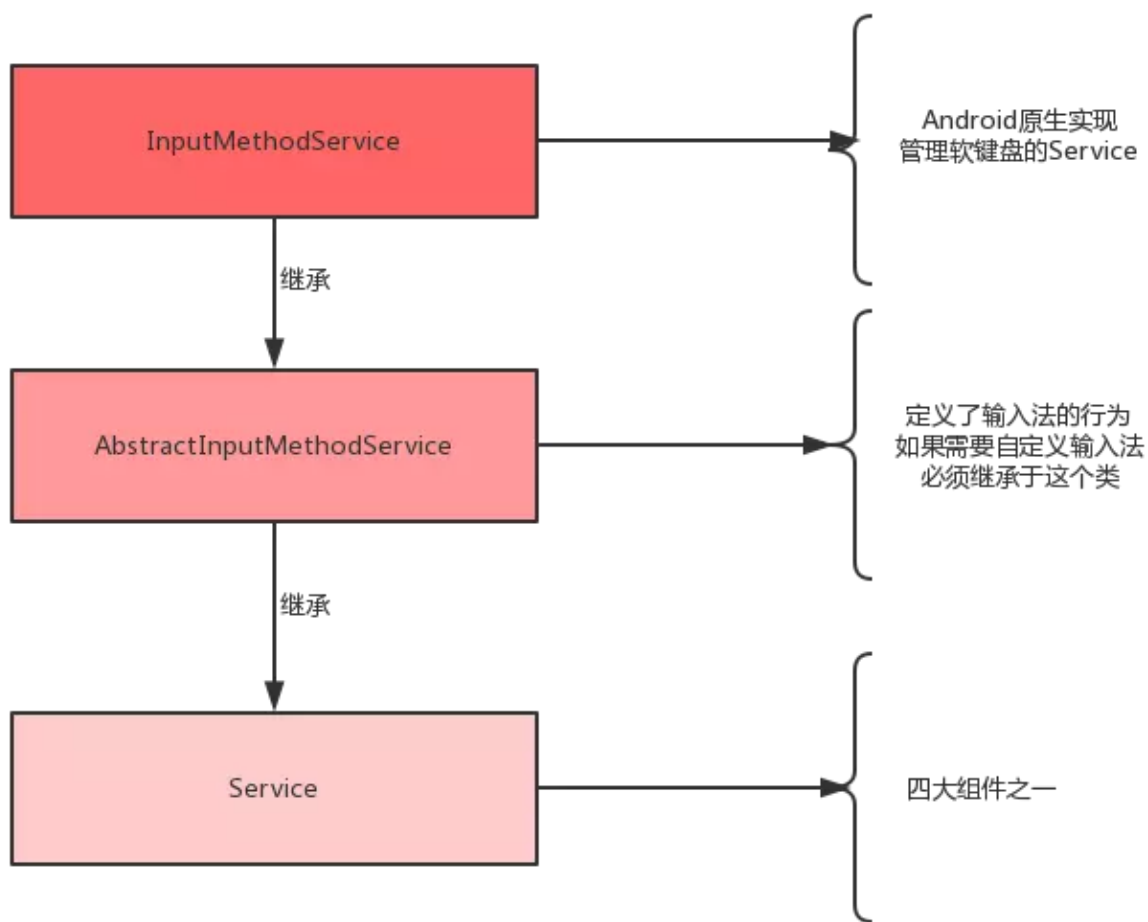 InputMethodService
Android原生实现
管理软键盘的Service
继承
AbstractInputMethodService
定义了输入法的行为
如果需要自定义输入法
必须继承于这个类
继承
Service
四大组件之一